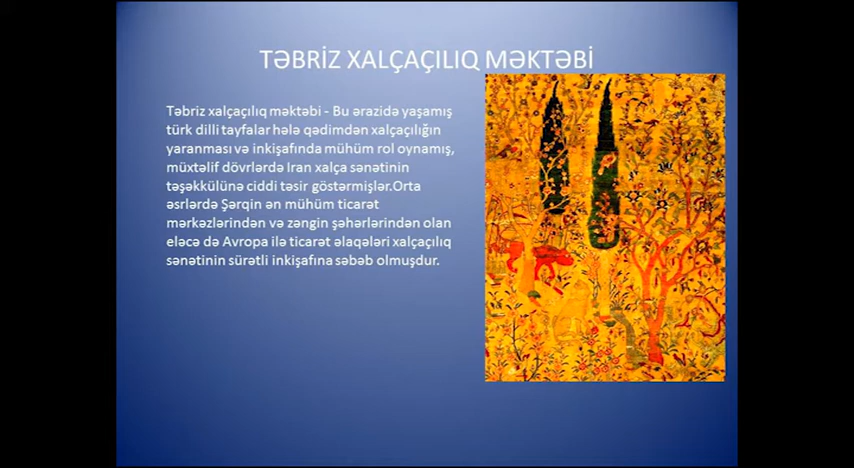 TƏBRİZ XALÇAÇILIQ MƏKTƏBİ
Təbriz xalçaçılıq məktəbi - Bu ərazidə yaşamış
türk dilli tayfalar hələ qədimdən xalçaçılığın
yaranması və inkişafında mühüm rol oynamış,
müxtəlif dövrlərdə Iran xalça sənətinin
təşəkkülünə ciddi təsir göstərmişlər.Orta
əsrlərdə Şərqin ən mühüm ticarət
mərkəzlərindən və zəngin şəhərlərindən olan
eləcə də Avropa ilə ticarət əlaqələri xalçaçılıq
sənətinin sürətli inkişafına səbəb olmuşdur.